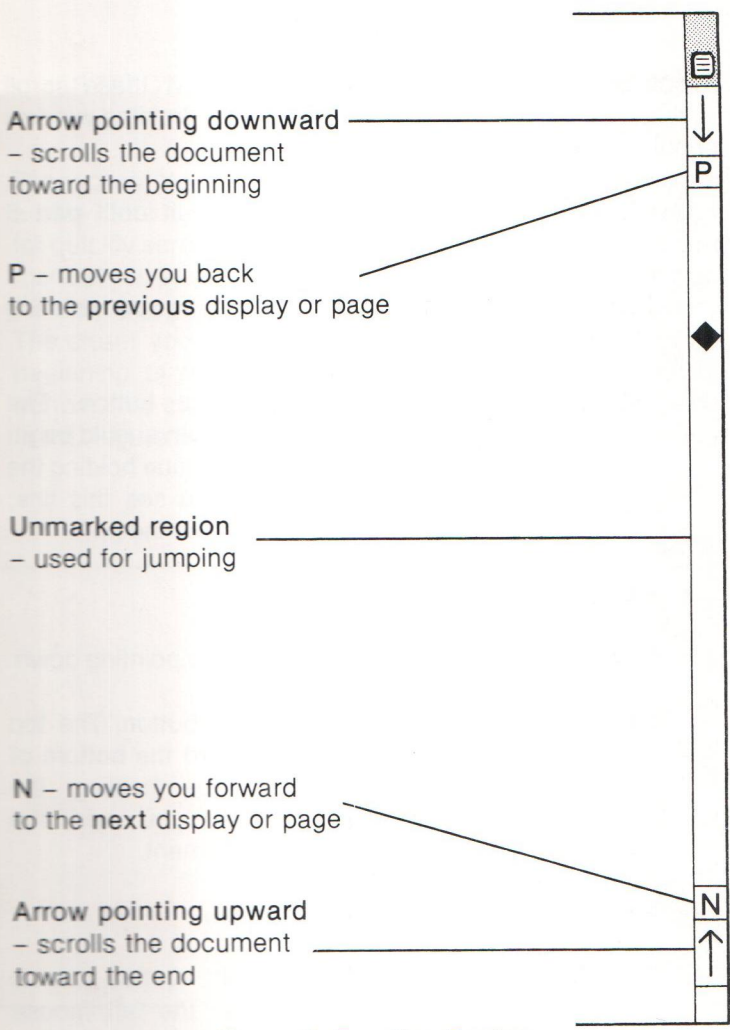 Arrow pointing downward
– scrolls the document
toward the beginning
P
P – moves you back
to the previous display or page
Unmarked region
– used for jumping
N – moves you forward
to the next display or page
N
Arrow pointing upward
– scrolls the document
toward the end